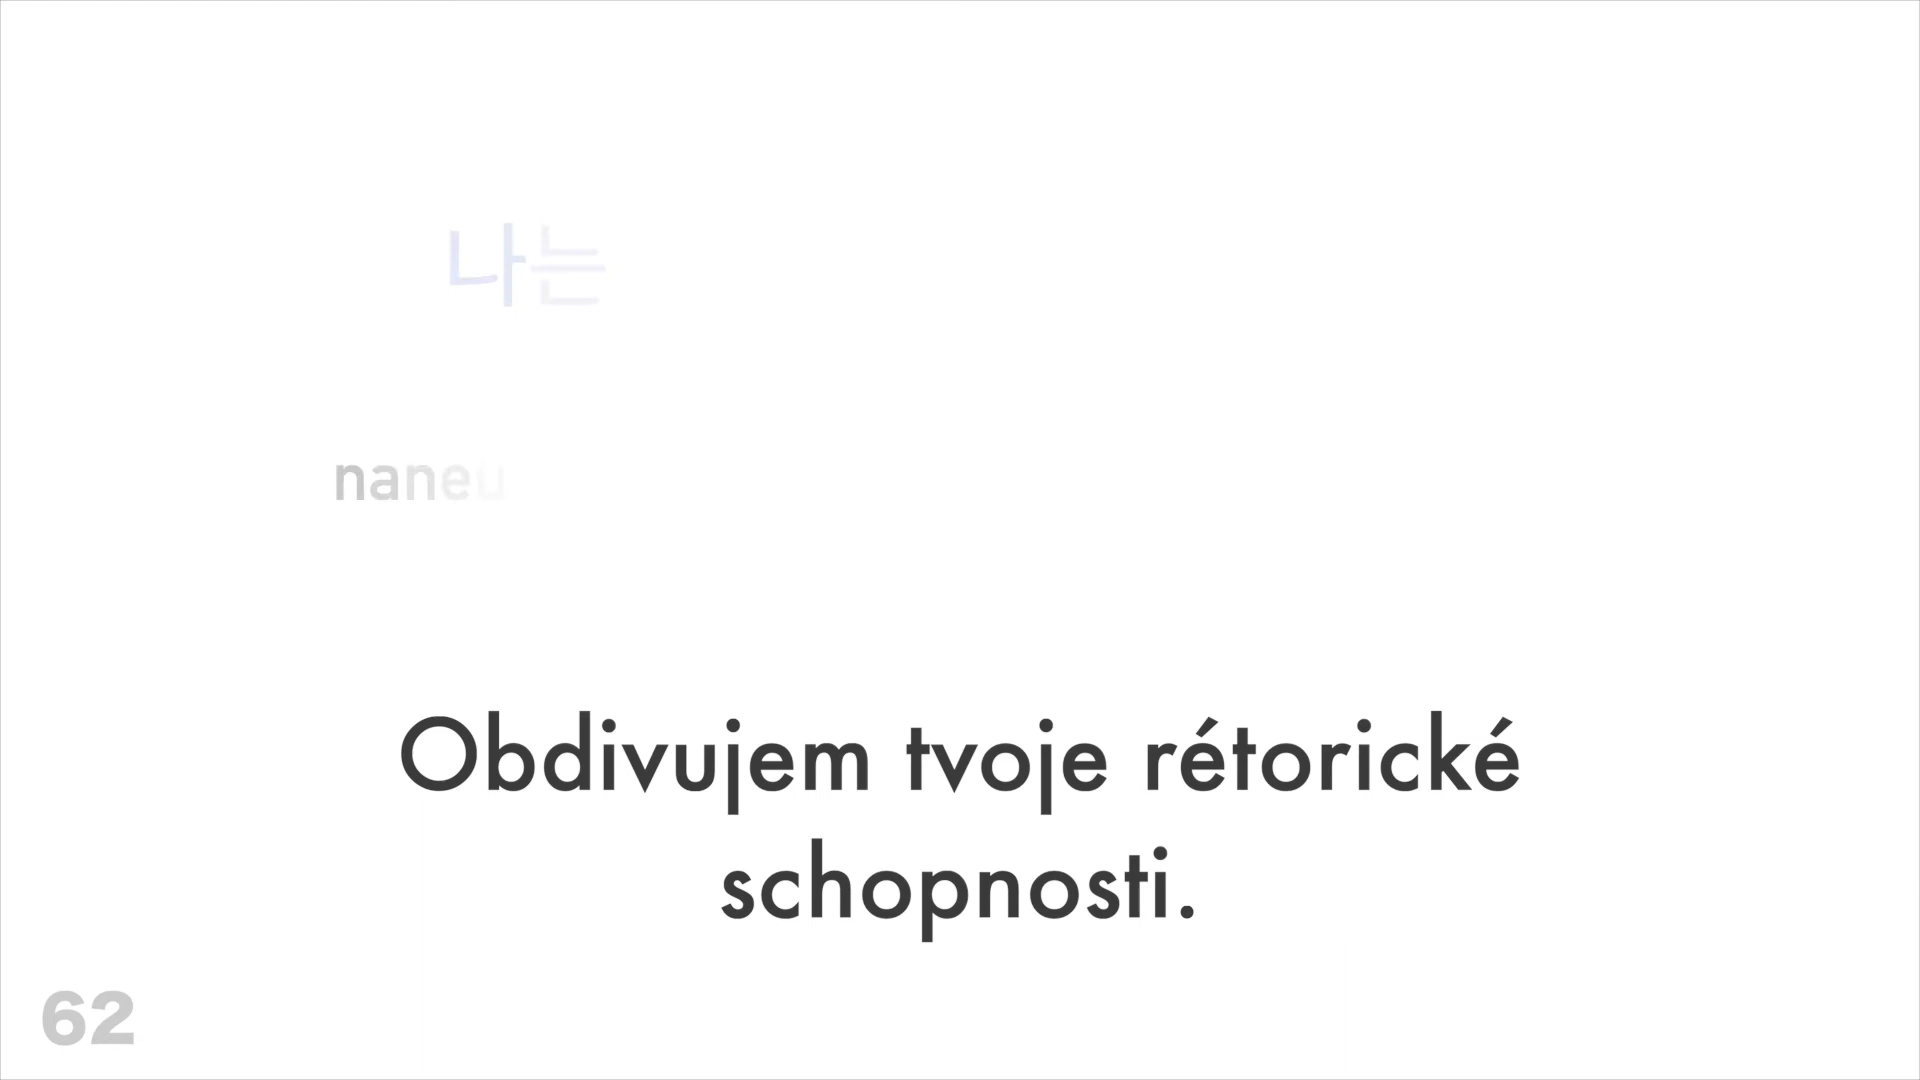 나는
naneu
Obdivujem tvoje rétorické
schopnosti.
62